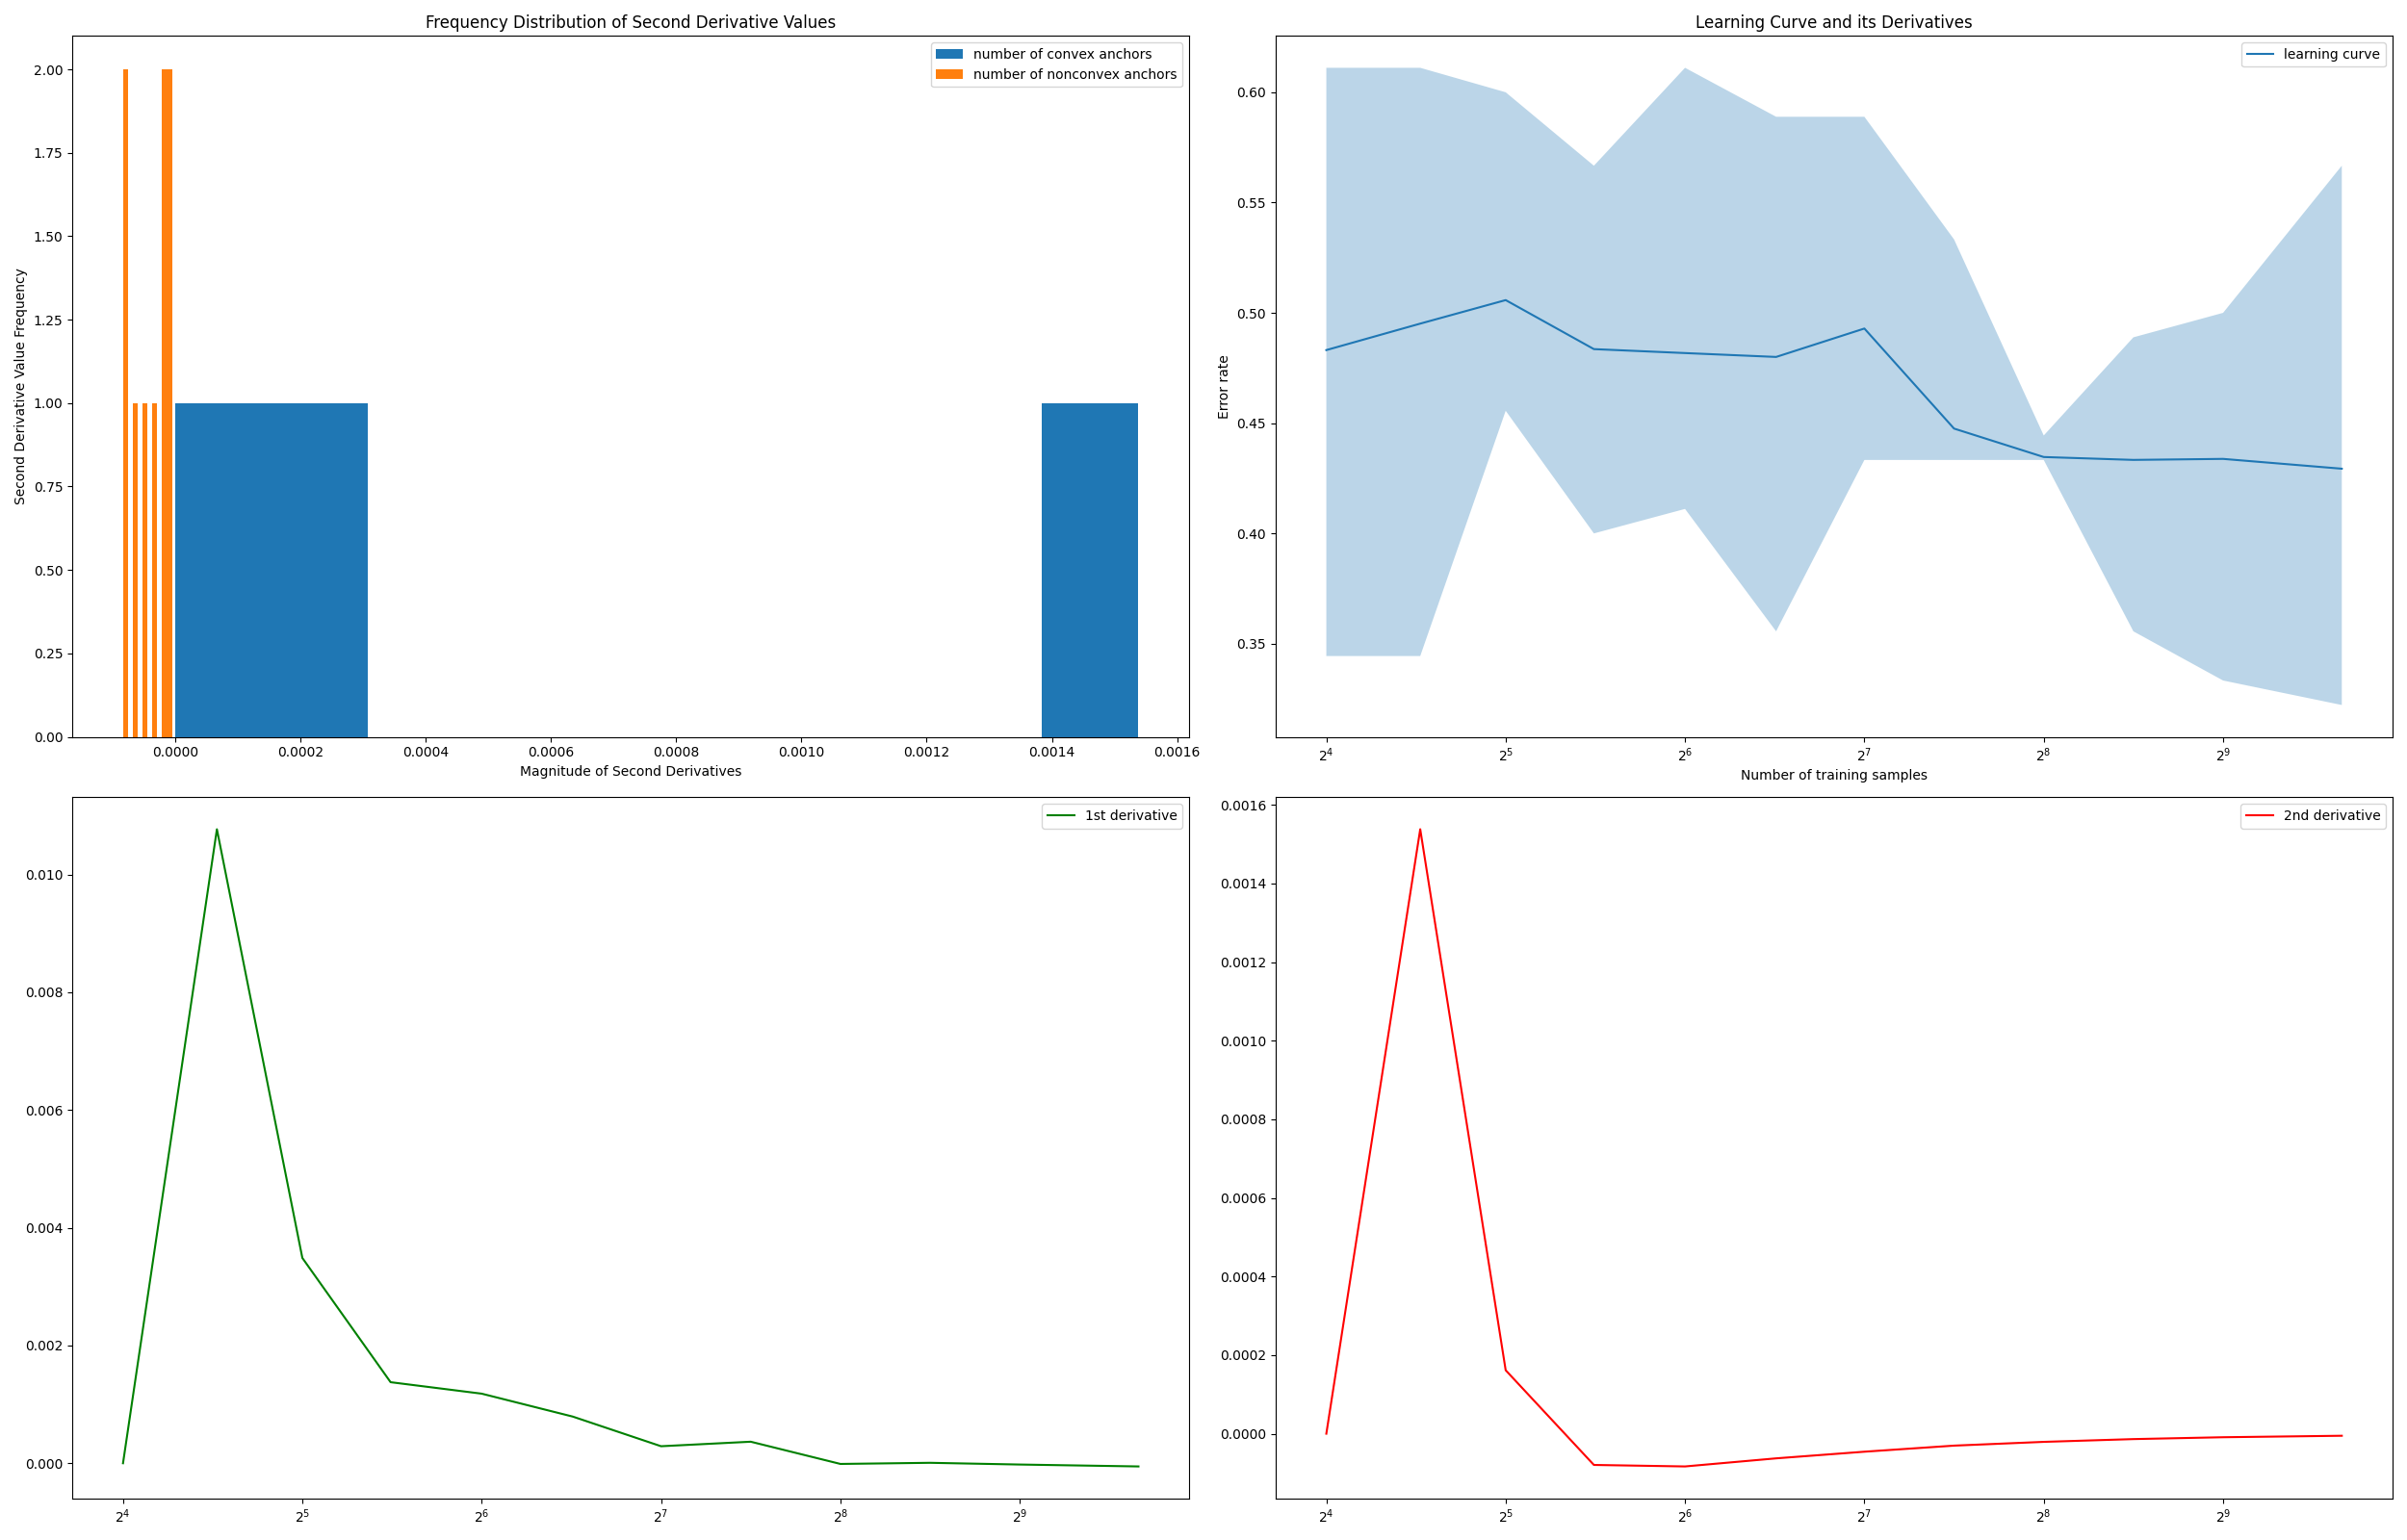 Frequency Distribution of Second Derivative Values
number of convex anchors
number of nonconvex anchors
Second Derivative Value Frequency
2.00
1.75
1.50
1.25
1.00
0.75
0.50
0.25
0.00
0.0000 0.0002 0.0004 0.0006 0.0008 0.0010 0.0012 0.0014 0.0016
Magnitude of Second Derivatives
Learning Curve and its Derivatives
learning curve
Error rate
0.60
0.55
0.50
0.45
0.40
0.35
2⁴ 2⁵ 2⁶ 2⁷ 2⁸ 2⁹
Number of training samples
1st derivative
0.010
0.008
0.006
0.004
0.002
0.000
2⁴ 2⁵ 2⁶ 2⁷ 2⁸ 2⁹
2nd derivative
0.0016
0.0014
0.0012
0.0010
0.0008
0.0006
0.0004
0.0002
0.0000
2⁴ 2⁵ 2⁶ 2⁷ 2⁸ 2⁹